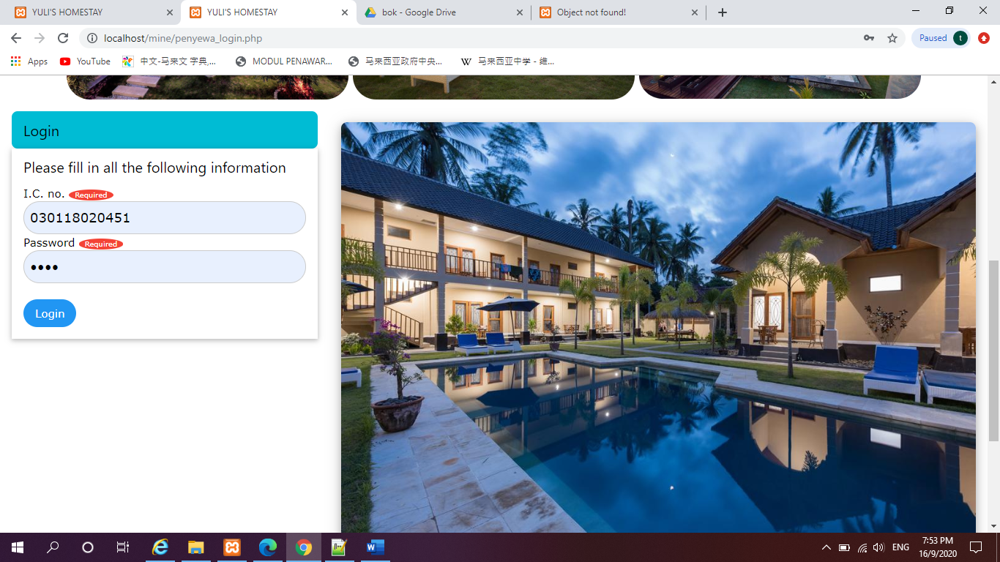 YULI'S HOMESTAY
YULI'S HOMESTAY
bok - Google Drive
Object not found!
localhost/mine/penyewa_login.php
Paused
t
Apps
YouTube
中文-马来文 字典,...
MODUL PENAWAR...
马来西亚政府中央...
W 马来西亚中学 - 维...
Login
Please fill in all the following information
I.C. no. Required
030118020451
Password Required
Login
ENG
7:53 PM
16/9/2020